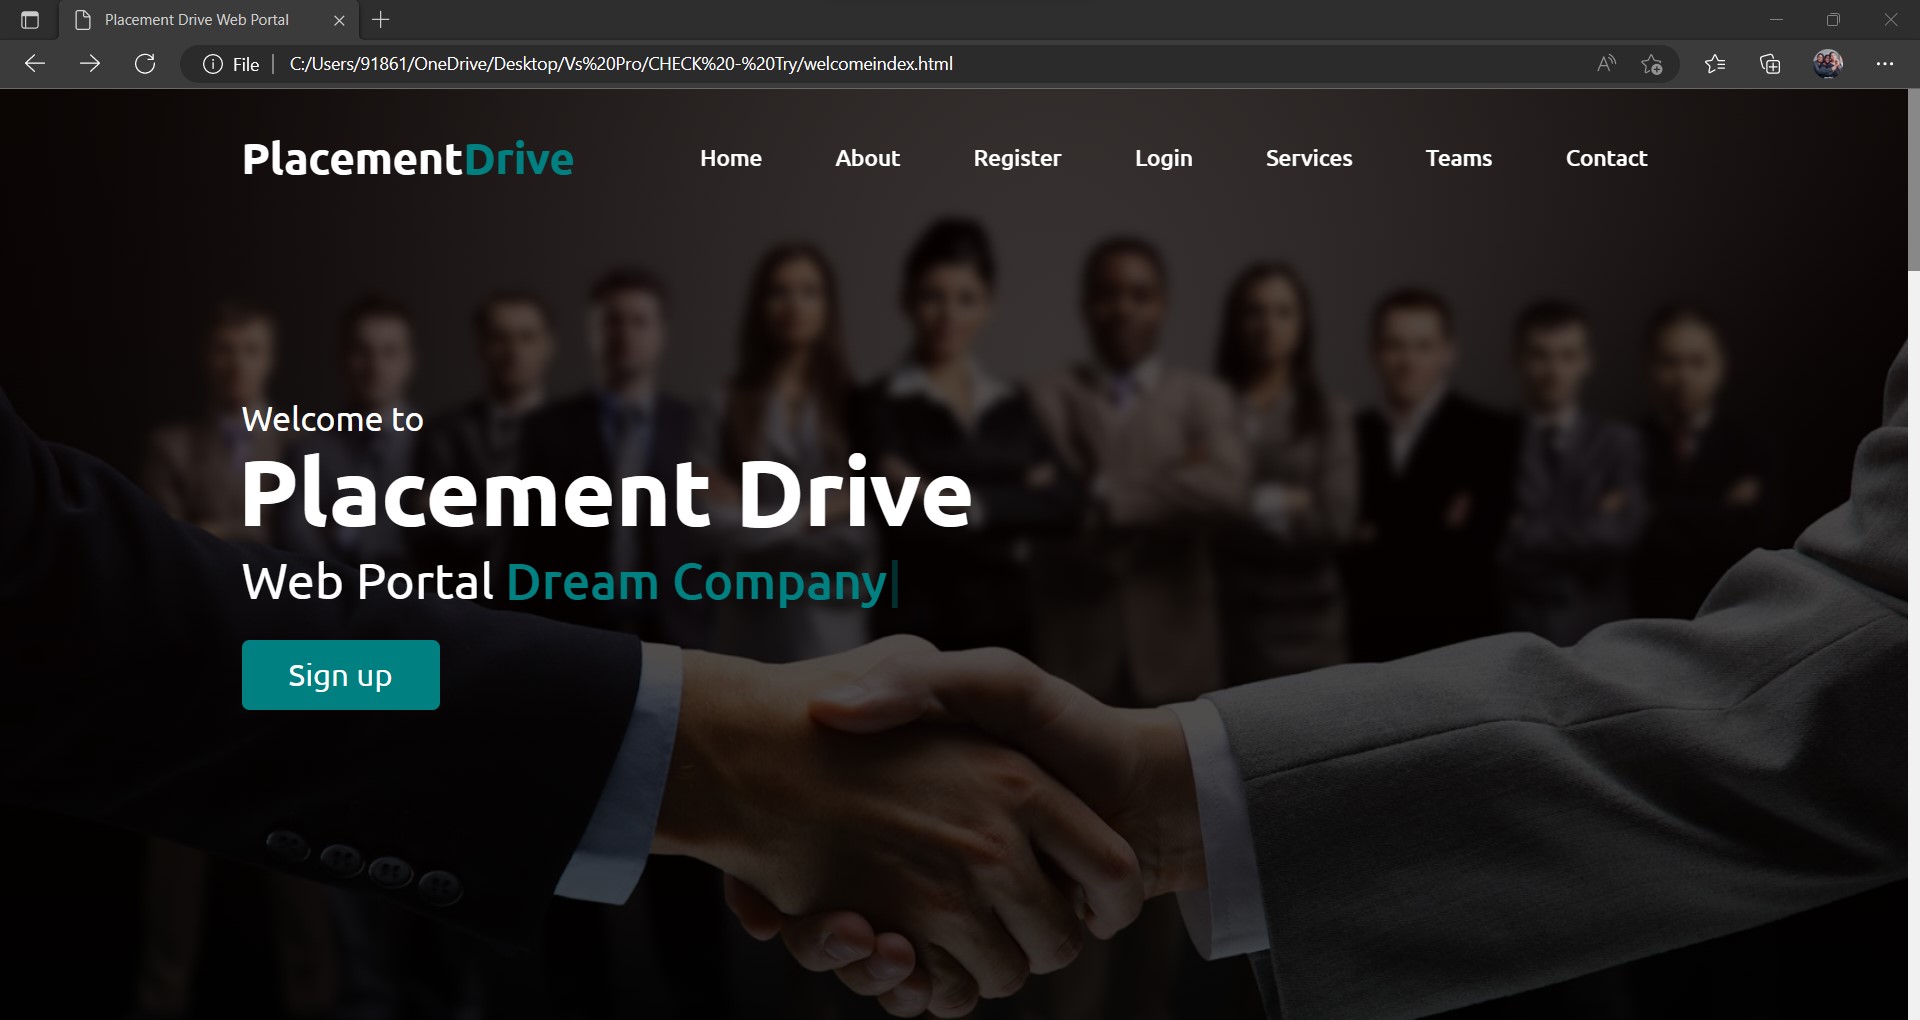 Placement Drive Web Portal
File
C:/Users/91861/OneDrive/Desktop/Vs%20Pro/CHECK%20-%20Try/welcomeindex.html
PlacementDrive
Home About Register Login Services Teams Contact
Welcome to
Placement Drive
Web Portal Dream Company|
Sign up